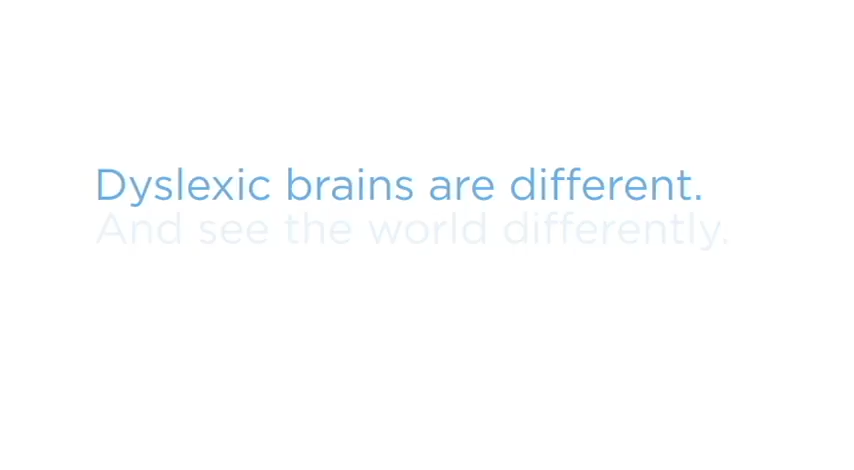 Dyslexic brains are different.
And see the world differently.